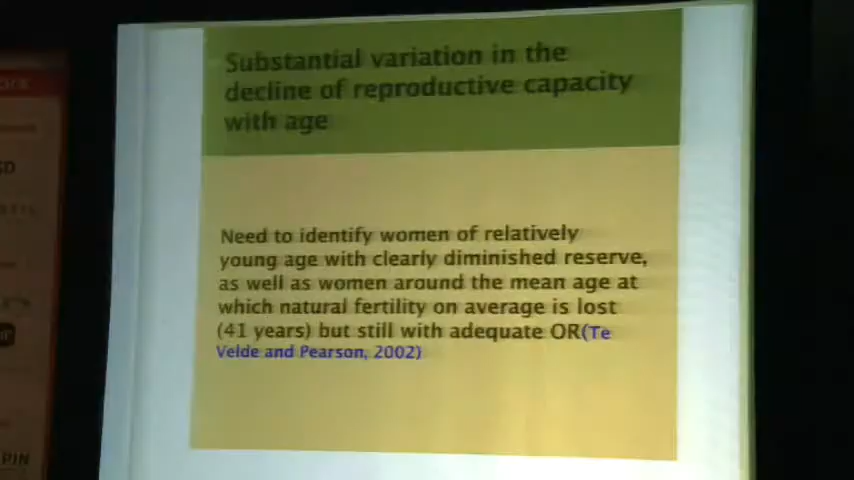 Substantial variation in the
decline of reproductive capacity
with age
Need to identify women of relatively
young age with clearly diminished reserve,
as well as women around the mean age at
which natural fertility on average is lost
(41 years) but still with adequate OR(Te
Velde and Pearson, 2002)
PIN